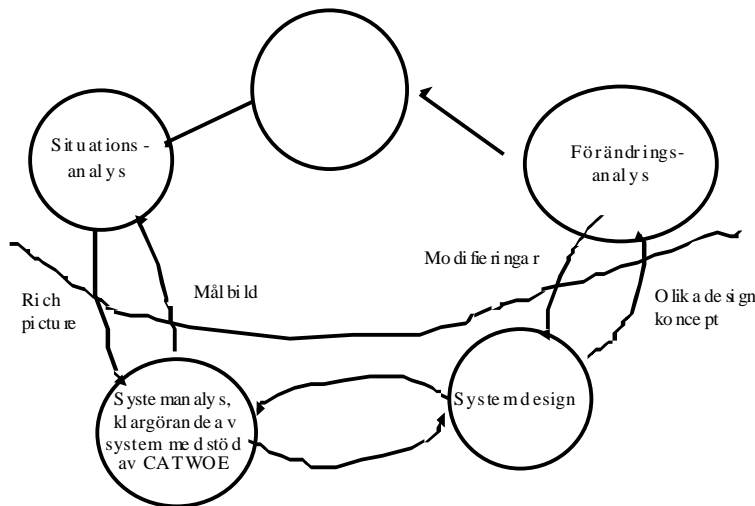 Situations-
analys
Förändrings-
analys
Modifieringar
Rich
picture
Målbild
Olika design
koncept
Systemanalys,
klargörande av
system med stöd
av CATWOE
Systemdesign